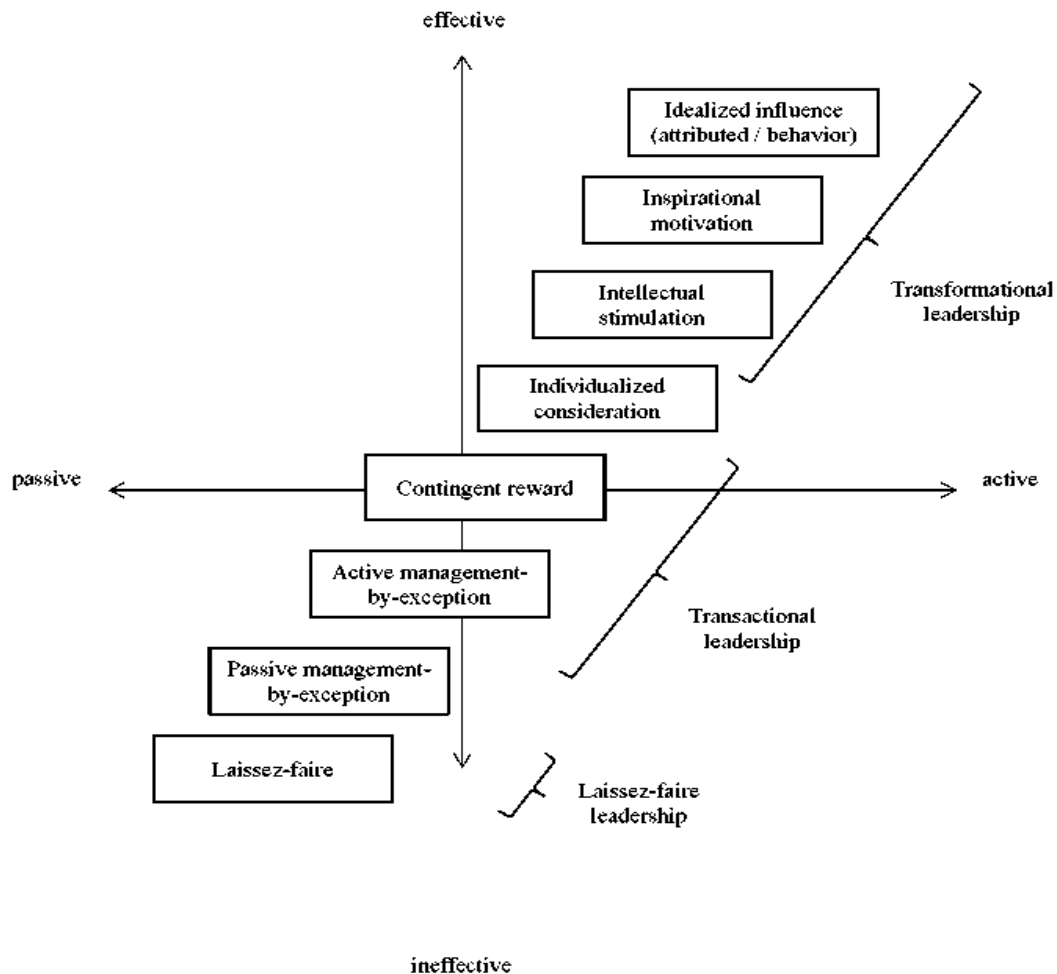 effective
Idealized influence
(attributed / behavior)
Inspirational
motivation
Intellectual
stimulation
Transformational
leadership
Individualized
consideration
passive
Contingent reward
active
Active management-
by-exception
Transactional
leadership
Passive management-
by-exception
Laissez-faire
Laissez-faire
leadership
ineffective